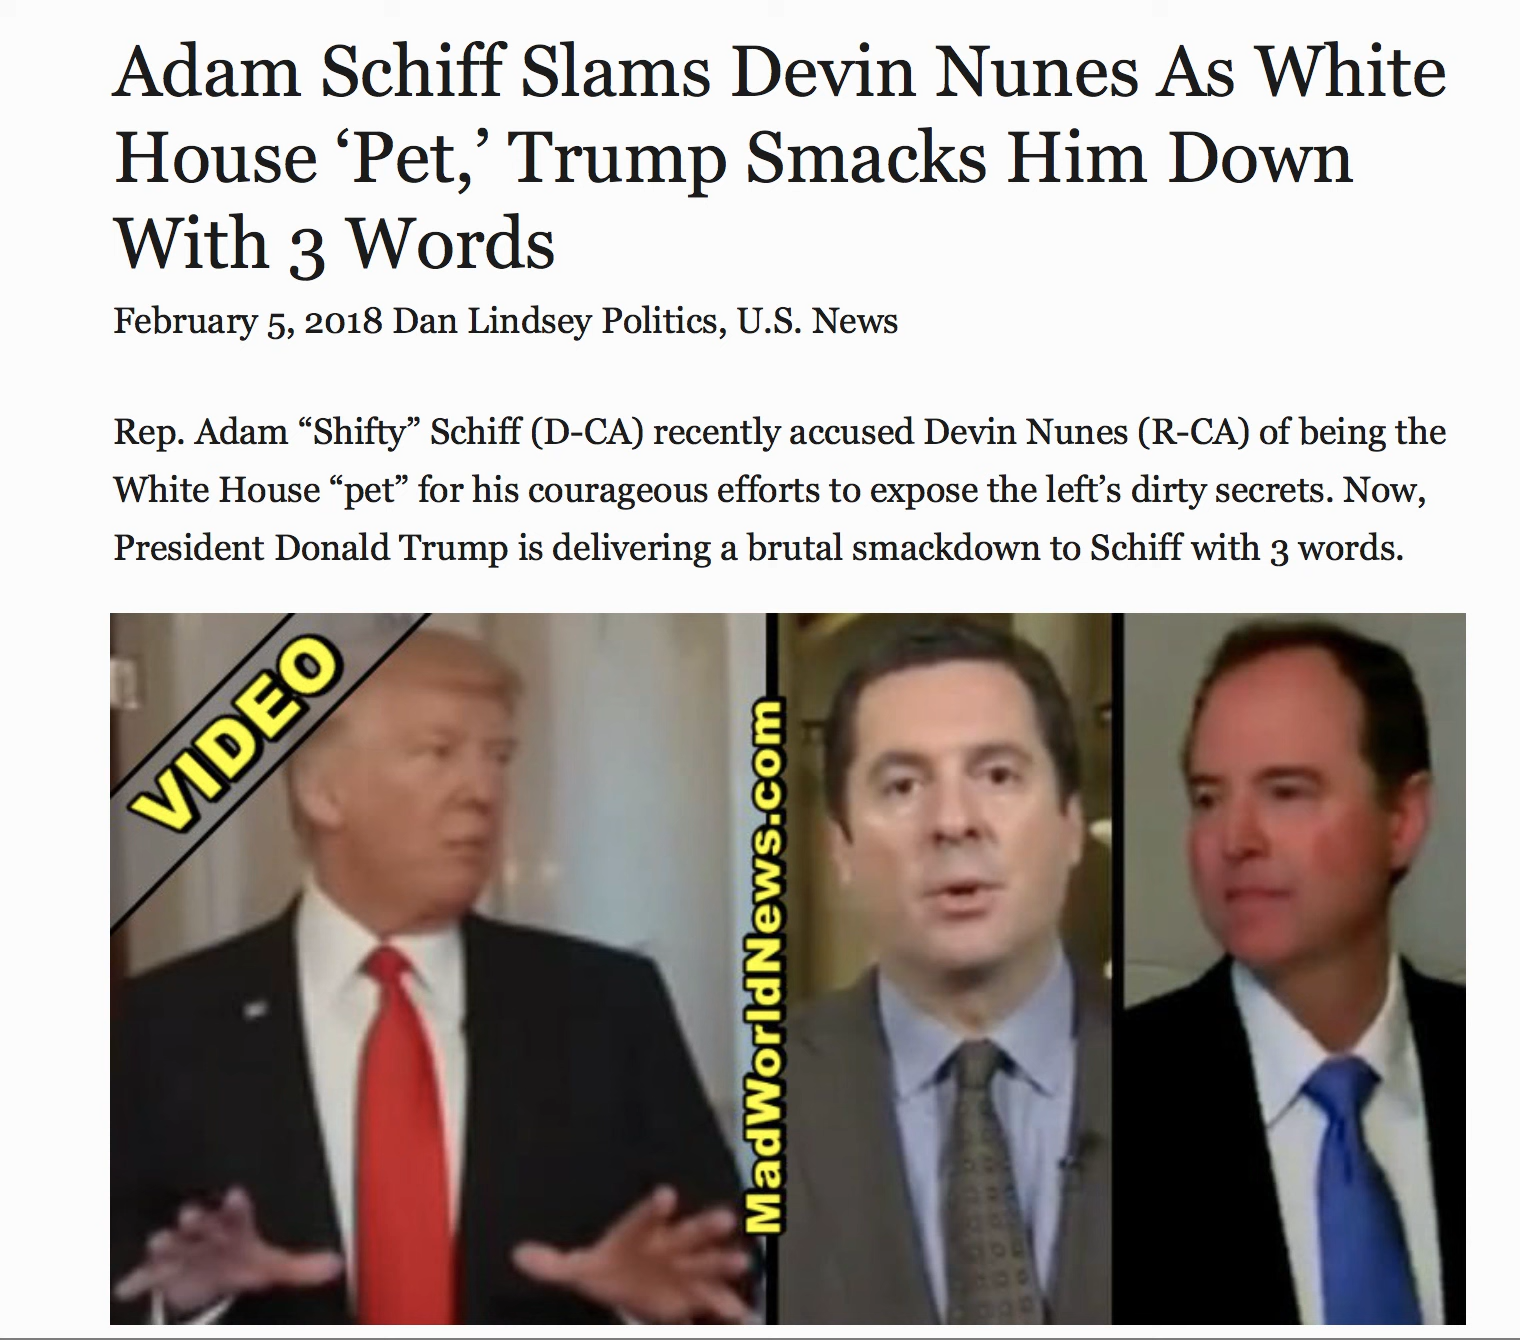 Adam Schiff Slams Devin Nunes As White
House ‘Pet,’ Trump Smacks Him Down
With 3 Words
February 5, 2018 Dan Lindsey Politics, U.S. News
Rep. Adam “Shifty” Schiff (D-CA) recently accused Devin Nunes (R-CA) of being the
White House “pet” for his courageous efforts to expose the left’s dirty secrets. Now,
President Donald Trump is delivering a brutal smackdown to Schiff with 3 words.
VIDEO
MadWorldNews.com